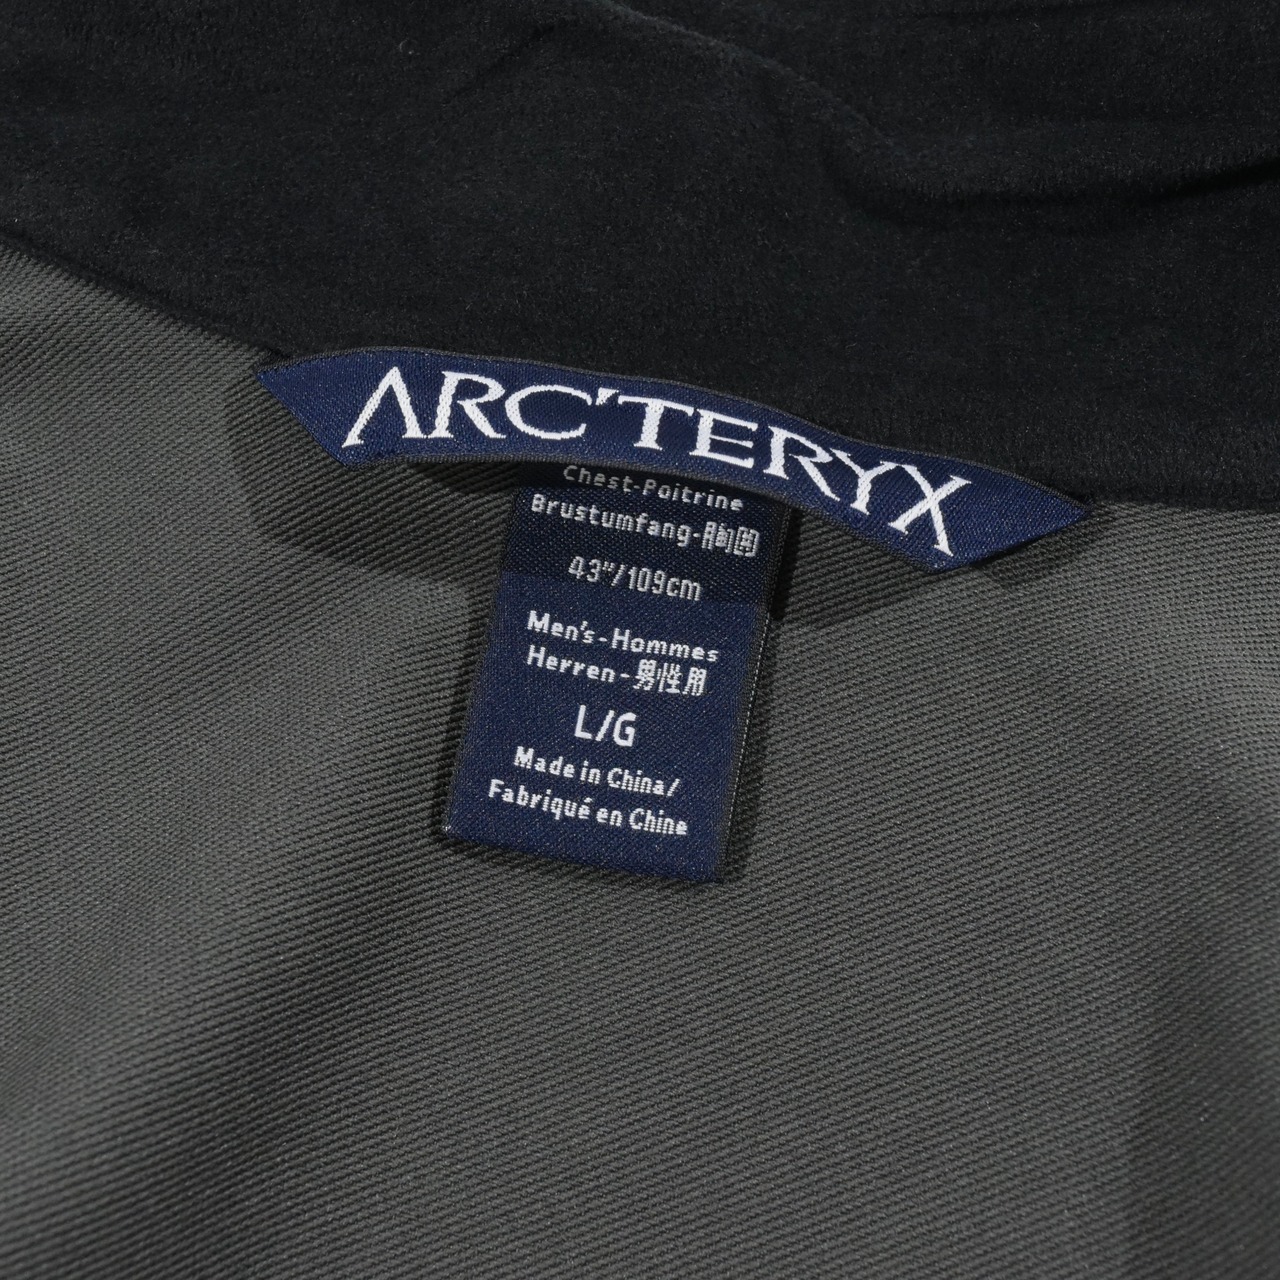 ARC'TERYX
Chest-Poitrine
Brustumfang-胸囲
43"/109cm
Men's-Hommes
Herren-男性用
L/G
Made in China/
Fabriqué en Chine